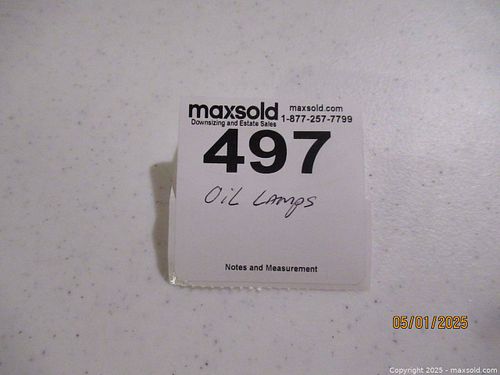 maxsold maxsold.com
Downsizing and Estate Sales 1-877-257-7799
497
Oil Lamps
Notes and Measurement
05/01/2025
Copyright © 2025 - maxsold.com